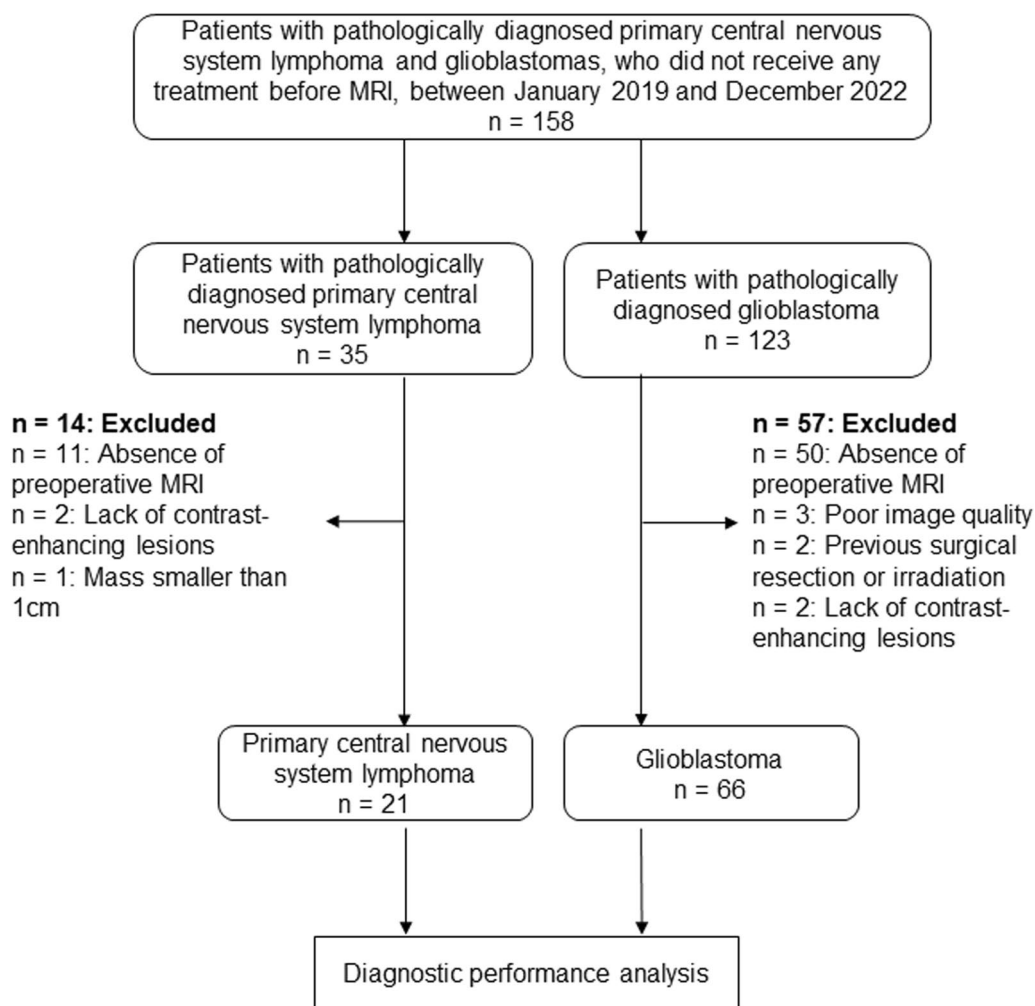 Patients with pathologically diagnosed primary central nervous
system lymphoma and glioblastomas, who did not receive any
treatment before MRI, between January 2019 and December 2022
n = 158
Patients with pathologically
diagnosed primary central
nervous system lymphoma
n = 35
Patients with pathologically
diagnosed glioblastoma
n = 123
n = 14: Excluded
n = 11: Absence of
preoperative MRI
n = 2: Lack of contrast-
enhancing lesions
n = 1: Mass smaller than
1cm
n = 57: Excluded
n = 50: Absence of
preoperative MRI
n = 3: Poor image quality
n = 2: Previous surgical
resection or irradiation
n = 2: Lack of contrast-
enhancing lesions
Primary central nervous
system lymphoma
n = 21
Glioblastoma
n = 66
Diagnostic performance analysis